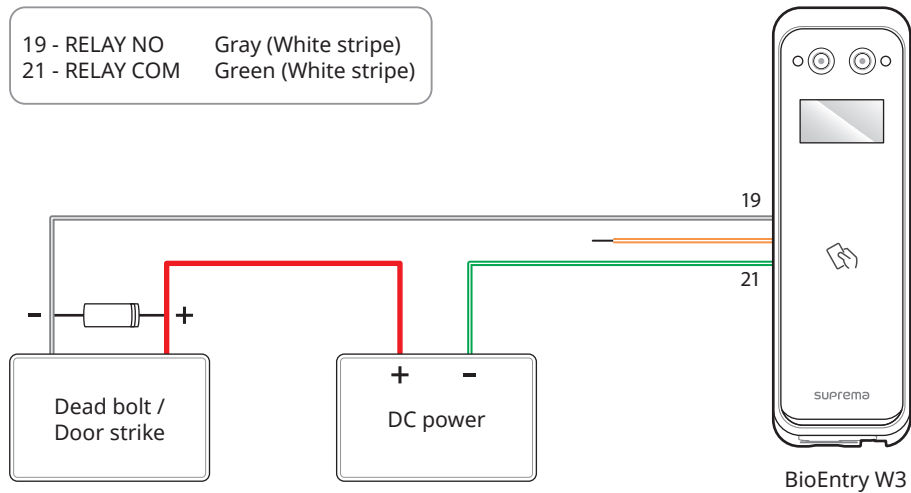 19 - RELAY NO Gray (White stripe)
21 - RELAY COM Green (White stripe)
19
21
- +
+ -
Dead bolt /
Door strike
DC power
suprema
BioEntry W3